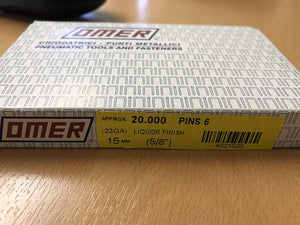 OMER
CHIODATRICI - PUNTI METALLICI
PNEUMATIC TOOLS AND FASTENERS
OMER
APPROX 20.000 PINS 6
(23GA) LIQUOR FINISH
15 MM (5/8")
4021500